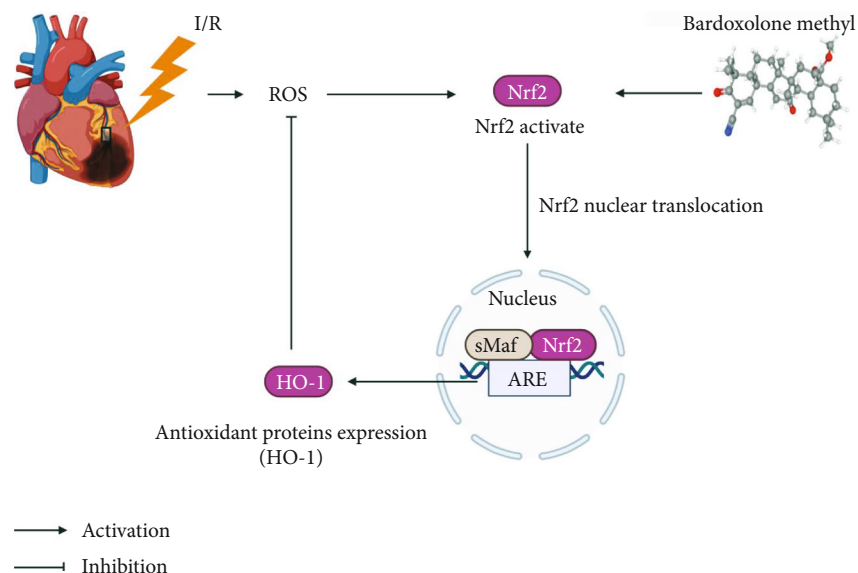 I/R
Bardoxolone methyl
ROS
Nrf2
Nrf2 activate
Nrf2 nuclear translocation
Nucleus
sMaf
Nrf2
ARE
HO-1
Antioxidant proteins expression
(HO-1)
Activation
Inhibition